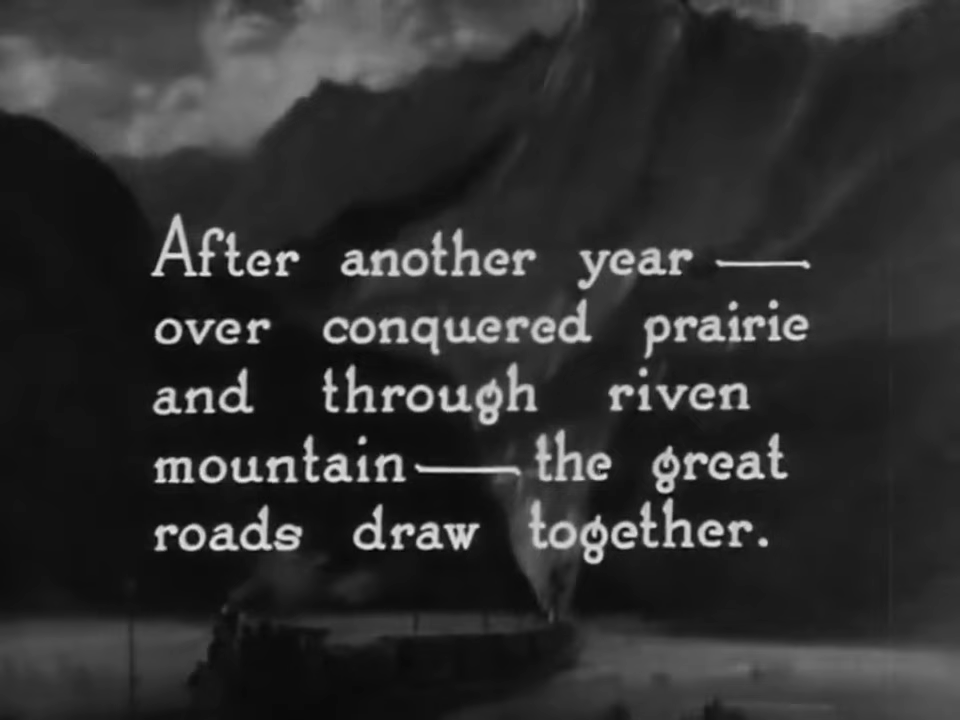 After another year —
over conquered prairie
and through riven
mountain — the great
roads draw together.